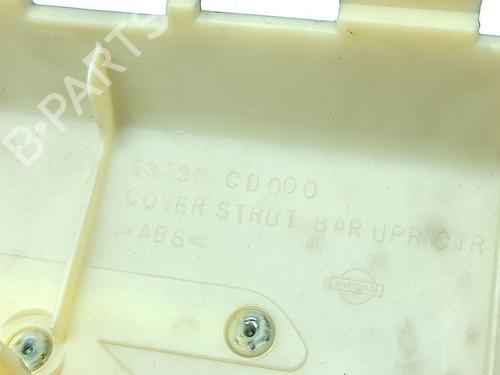 B-PARTS
CD000
COVER STRUT BAR UPR CTR
>ABS<
NISSAN